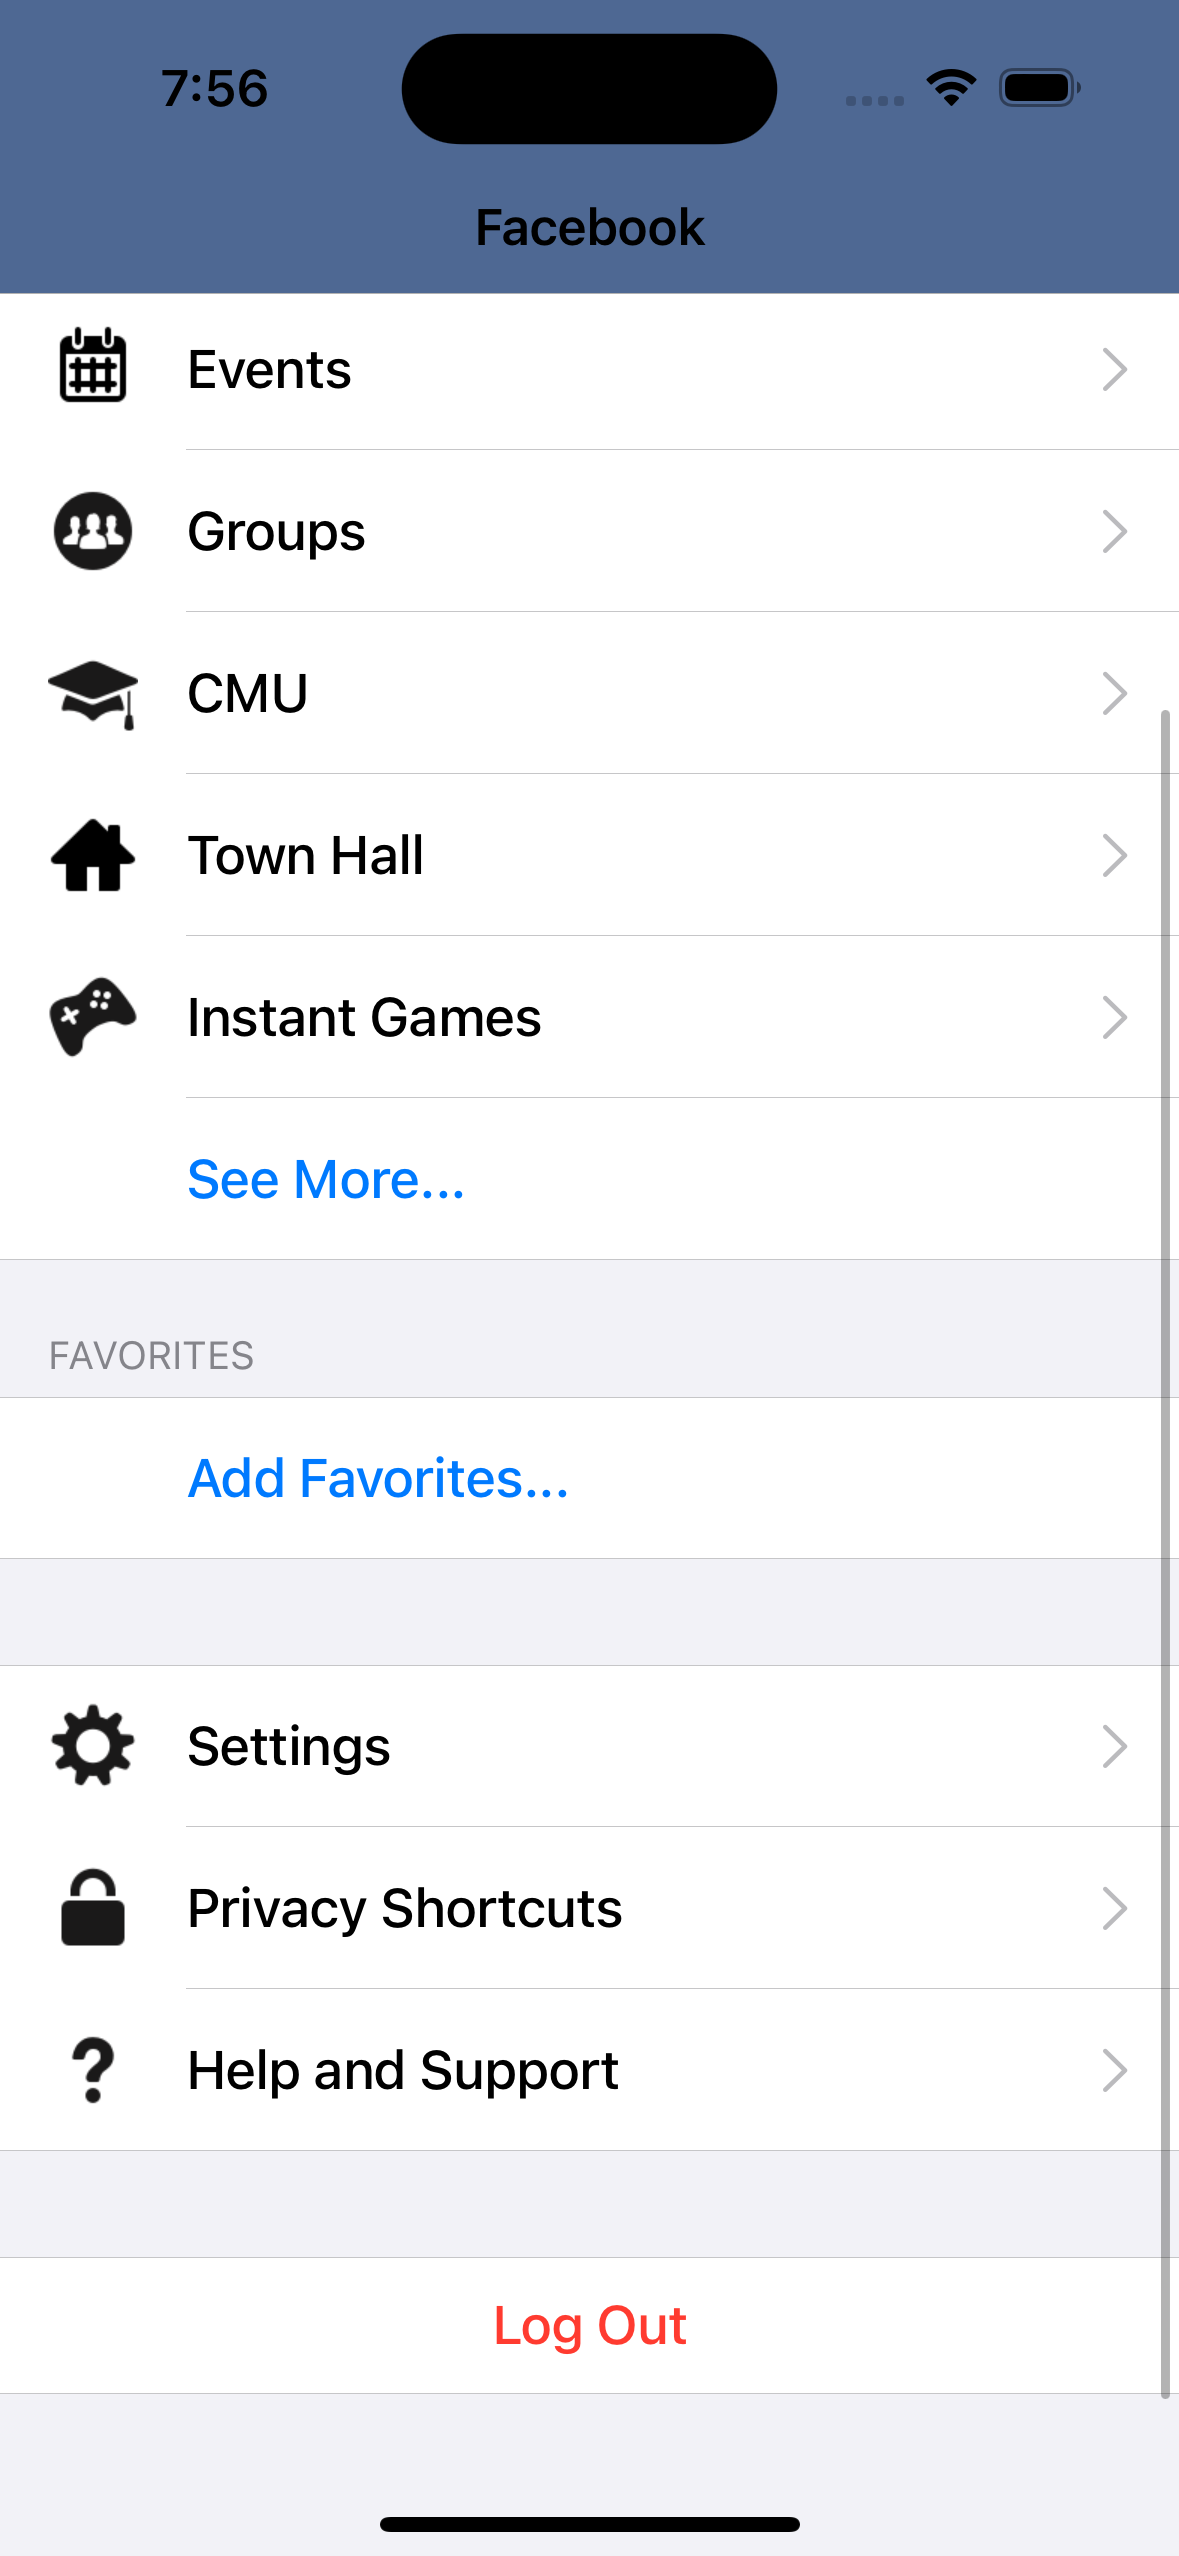 7:56
Facebook
Events
Groups
CMU
Town Hall
Instant Games
See More...
FAVORITES
Add Favorites...
Settings
Privacy Shortcuts
Help and Support
Log Out